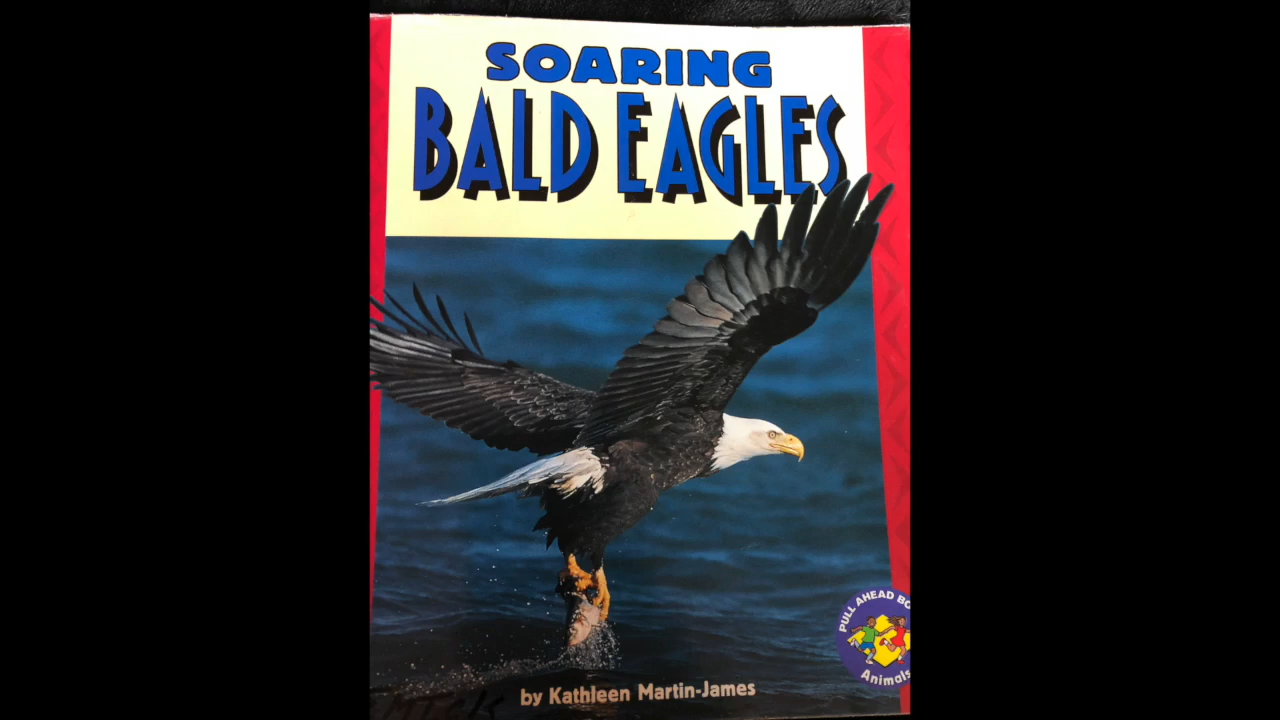 SOARING
BALD EAGLES
PULL AHEAD BO
Animals
by Kathleen Martin-James